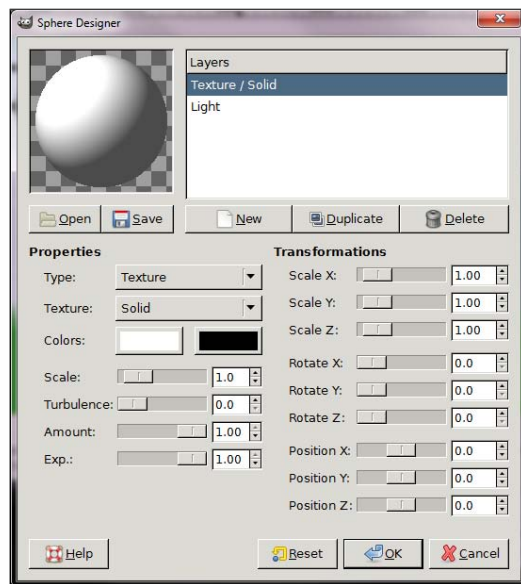 Sphere Designer
Layers
Texture / Solid
Light
Open Save New Duplicate Delete
Properties Transformations
Type: Texture Scale X: 1.00
Texture: Solid Scale Y: 1.00
Colors: Scale Z: 1.00
Scale: 1.0 Rotate X: 0.0
Turbulence: 0.0 Rotate Y: 0.0
Amount: 1.00 Rotate Z: 0.0
Exp.: 1.00 Position X: 0.0
Position Y: 0.0
Position Z: 0.0
Help Reset OK Cancel